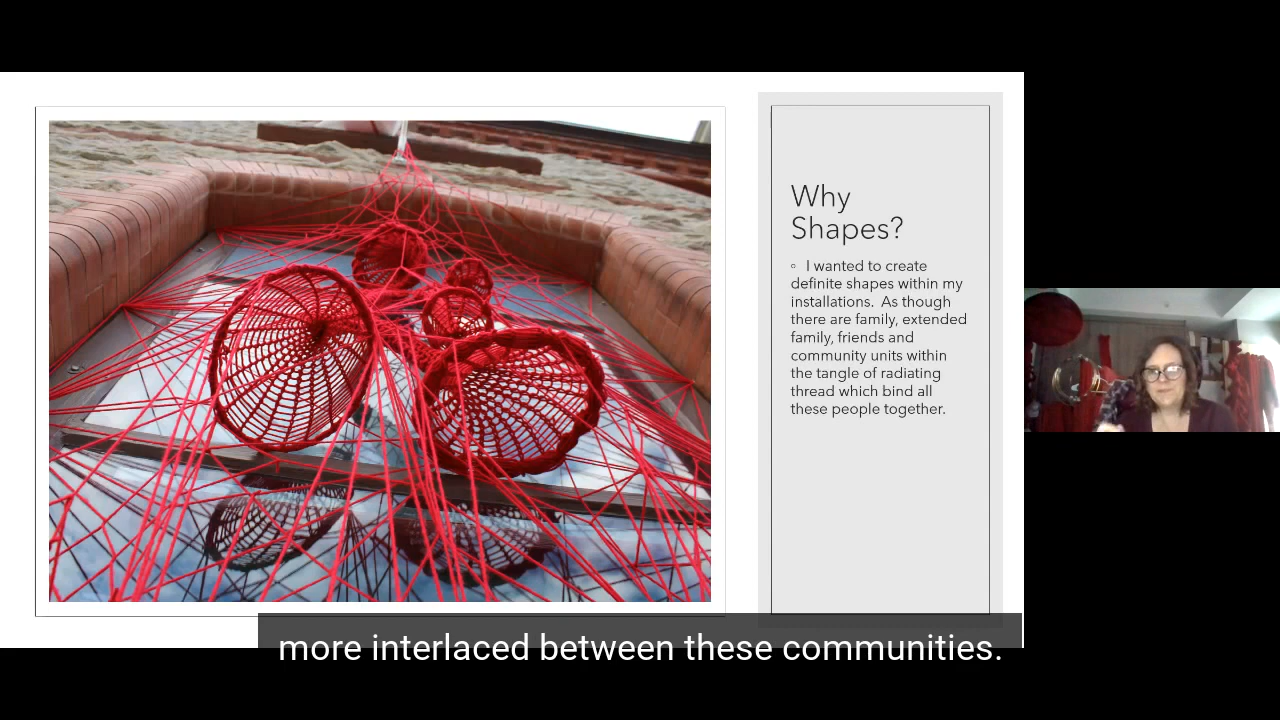 Why
Shapes?
◦ I wanted to create
definite shapes within my
installations. As though
there are family, extended
family, friends and
community units within
the tangle of radiating
thread which bind all
these people together.
more interlaced between these communities.